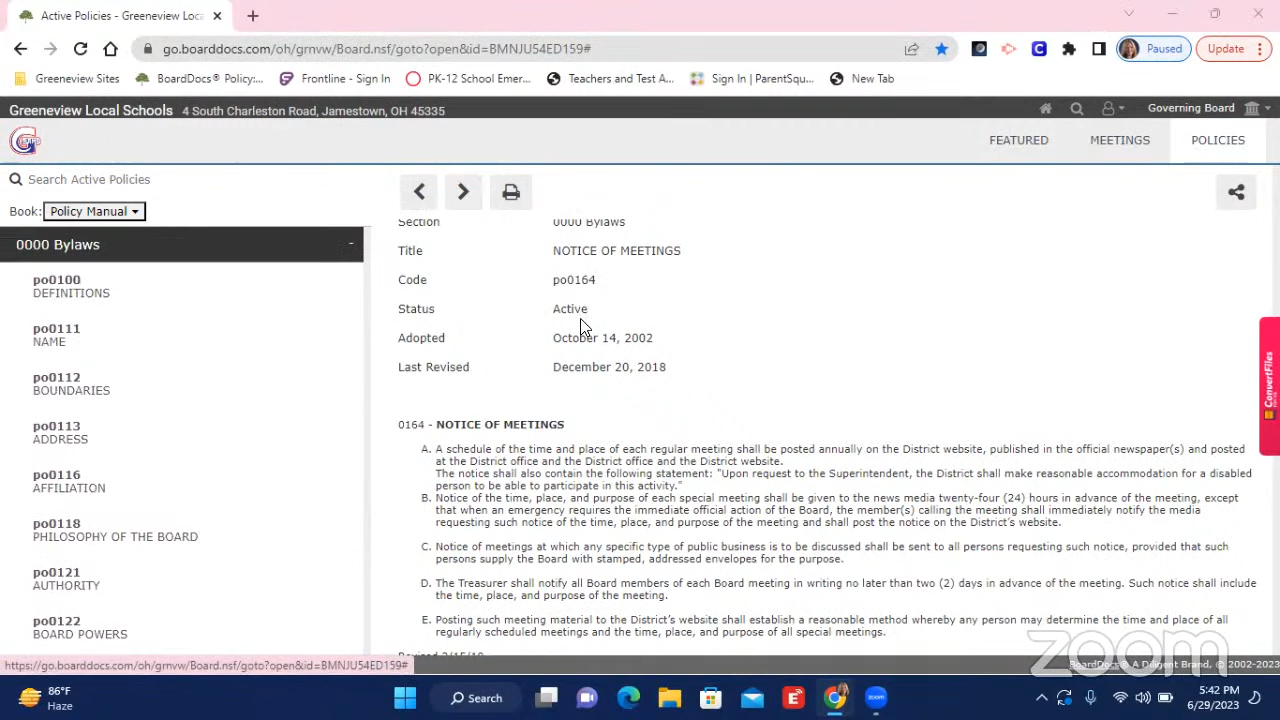 Active Policies - Greeneview Loca
go.boarddocs.com/oh/grnvw/Board.nsf/goto?open&id=BMNJU54ED159#
Paused
Update
Greeneview Sites
BoardDocs® Policy:...
Frontline - Sign In
PK-12 School Emer...
Teachers and Test A...
Sign In | ParentSqu...
New Tab
Greeneview Local Schools 4 South Charleston Road, Jamestown, OH 45335
Governing Board
FEATURED
MEETINGS
POLICIES
Search Active Policies
Book: Policy Manual
0000 Bylaws -
po0100
DEFINITIONS
po0111
NAME
po0112
BOUNDARIES
po0113
ADDRESS
po0116
AFFILIATION
po0118
PHILOSOPHY OF THE BOARD
po0121
AUTHORITY
po0122
BOARD POWERS
Section 0000 Bylaws
Title NOTICE OF MEETINGS
Code po0164
Status Active
Adopted October 14, 2002
Last Revised December 20, 2018
0164 - NOTICE OF MEETINGS
A. A schedule of the time and place of each regular meeting shall be posted annually on the District website, published in the official newspaper(s) and posted
at the District office and the District office and the District website.
The notice shall also contain the following statement: "Upon request to the Superintendent, the District shall make reasonable accommodation for a disabled
person to be able to participate in this activity."
B. Notice of the time, place, and purpose of each special meeting shall be given to the news media twenty-four (24) hours in advance of the meeting, except
that when an emergency requires the immediate official action of the Board, the member(s) calling the meeting shall immediately notify the media
requesting such notice of the time, place, and purpose of the meeting and shall post the notice on the District's website.
C. Notice of meetings at which any specific type of public business is to be discussed shall be sent to all persons requesting such notice, provided that such
persons supply the Board with stamped, addressed envelopes for the purpose.
D. The Treasurer shall notify all Board members of each Board meeting in writing no later than two (2) days in advance of the meeting. Such notice shall include
the time, place, and purpose of the meeting.
E. Posting such meeting material to the District's website shall establish a reasonable method whereby any person may determine the time and place of all
regularly scheduled meetings and the time, place, and purpose of all special meetings.
Revised 2/15/10
ConvertFiles
https://go.boarddocs.com/oh/grnvw/Board.nsf/goto?open&id=BMNJU54ED159#
BoardDocs® A Diligent Brand, © 2002-2023
zoom
86°F
Haze
Search
zoom
5:42 PM
6/29/2023